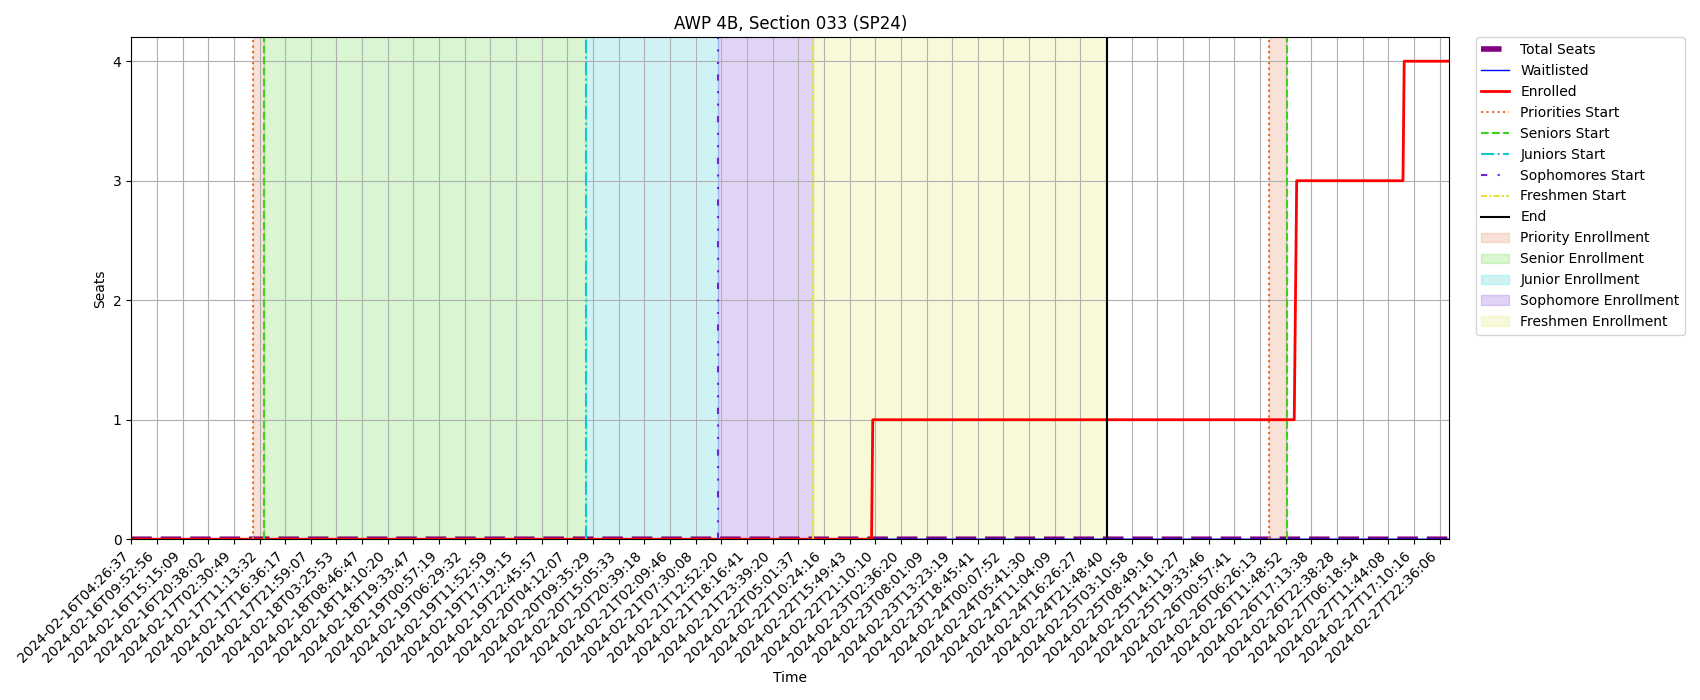 AWP 4B, Section 033 (SP24)
Seats
4
3
2
1
0
2024-02-16T04:26:37
2024-02-16T09:52:56
2024-02-16T15:15:09
2024-02-16T20:38:02
2024-02-17T02:30:49
2024-02-17T11:13:32
2024-02-17T16:36:17
2024-02-17T21:59:07
2024-02-18T03:25:53
2024-02-18T08:46:47
2024-02-18T14:10:20
2024-02-18T19:33:47
2024-02-19T00:57:19
2024-02-19T06:29:32
2024-02-19T11:52:59
2024-02-19T17:19:15
2024-02-19T22:45:57
2024-02-20T04:12:07
2024-02-20T09:35:29
2024-02-20T15:05:33
2024-02-20T20:39:18
2024-02-21T02:09:46
2024-02-21T07:30:08
2024-02-21T12:52:20
2024-02-21T18:16:41
2024-02-21T23:39:20
2024-02-22T05:01:37
2024-02-22T10:24:16
2024-02-22T15:49:43
2024-02-22T21:10:10
2024-02-23T02:36:20
2024-02-23T08:01:09
2024-02-23T13:23:19
2024-02-23T18:45:41
2024-02-24T00:07:52
2024-02-24T05:41:30
2024-02-24T11:04:09
2024-02-24T16:26:27
2024-02-24T21:48:40
2024-02-25T03:10:58
2024-02-25T08:49:16
2024-02-25T14:11:27
2024-02-25T19:33:46
2024-02-26T00:57:41
2024-02-26T06:26:13
2024-02-26T11:48:52
2024-02-26T17:13:38
2024-02-26T22:38:28
2024-02-27T06:18:54
2024-02-27T11:44:08
2024-02-27T17:10:16
2024-02-27T22:36:06
Time
Total Seats
Waitlisted
Enrolled
Priorities Start
Seniors Start
Juniors Start
Sophomores Start
Freshmen Start
End
Priority Enrollment
Senior Enrollment
Junior Enrollment
Sophomore Enrollment
Freshmen Enrollment